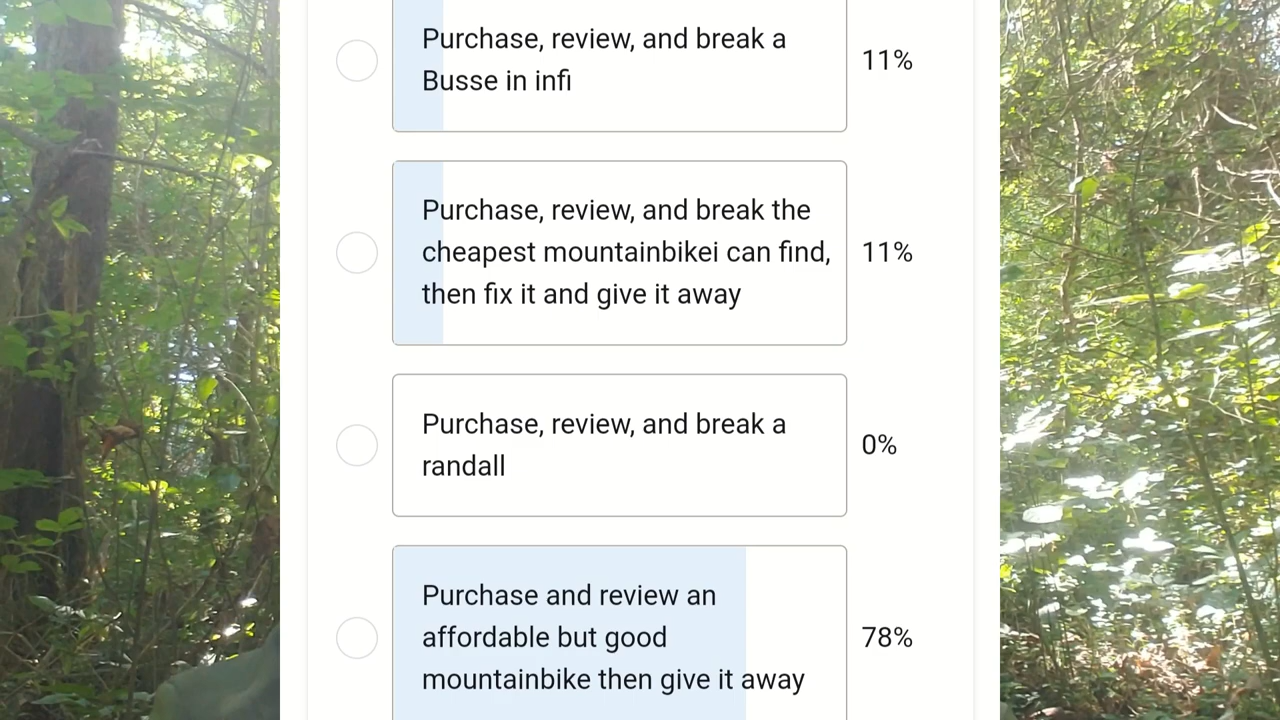 Purchase, review, and break a
11%
Busse in infi
Purchase, review, and break the
cheapest mountainbikei can find,
11%
then fix it and give it away
Purchase, review, and break a
0%
randall
Purchase and review an
affordable but good
78%
mountainbike then give it away